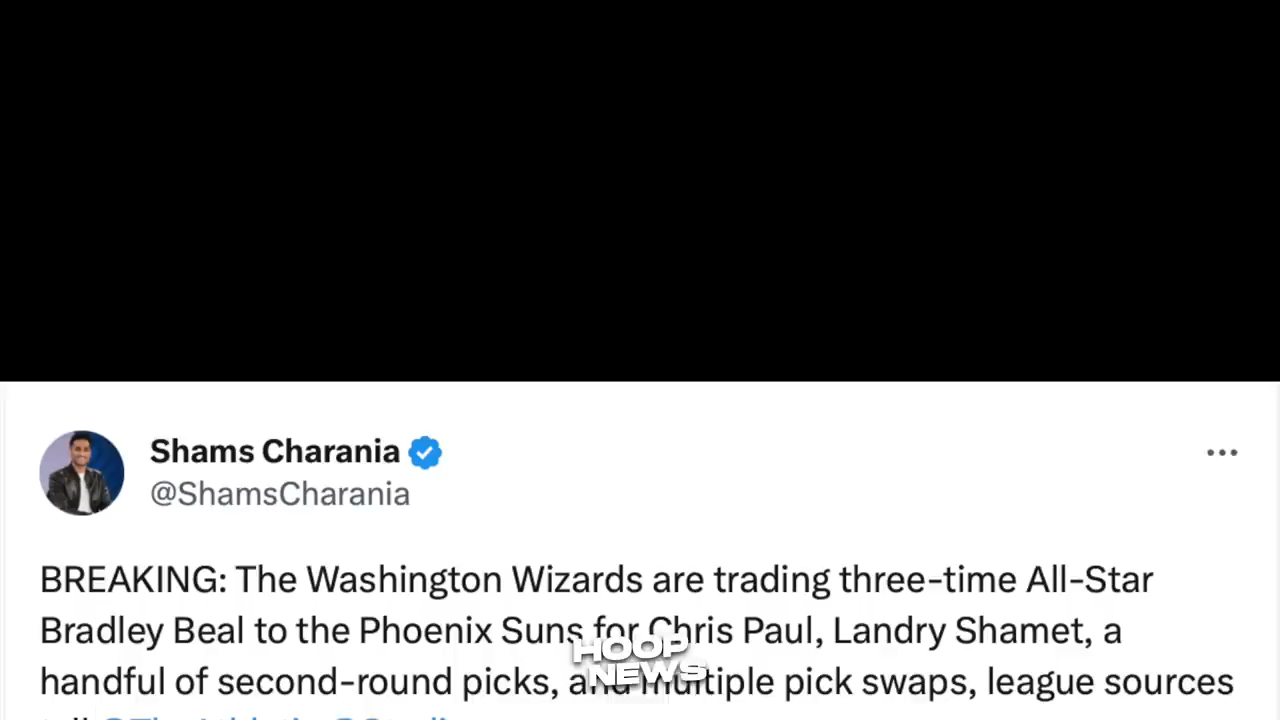 Shams Charania
@ShamsCharania
BREAKING: The Washington Wizards are trading three-time All-Star
Bradley Beal to the Phoenix Suns for Chris Paul, Landry Shamet, a
handful of second-round picks, and multiple pick swaps, league sources
HOOP
NEWS